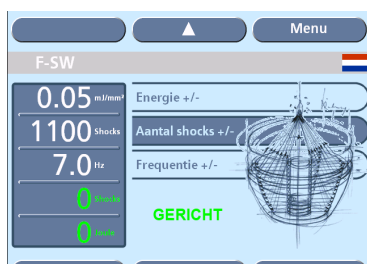 Menu
F-SW
0.05 mJ/mm² Energie +/-
1100 Shocks Aantal shocks +/-
7.0 Hz Frequentie +/-
0 Shocks
GERICHT
0 Joule